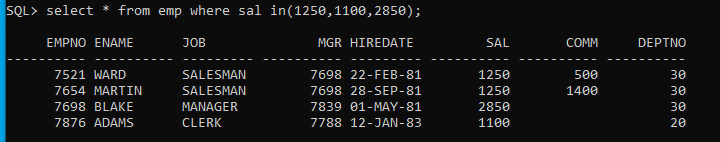 SQL> select * from emp where sal in(1250,1100,2850);
     EMPNO ENAME      JOB              MGR HIREDATE         SAL       COMM     DEPTNO
---------- ---------- --------- ---------- --------- ---------- ---------- ----------
      7521 WARD       SALESMAN        7698 22-FEB-81       1250        500         30
      7654 MARTIN     SALESMAN        7698 28-SEP-81       1250       1400         30
      7698 BLAKE      MANAGER         7839 01-MAY-81       2850                    30
      7876 ADAMS      CLERK           7788 12-JAN-83       1100                    20